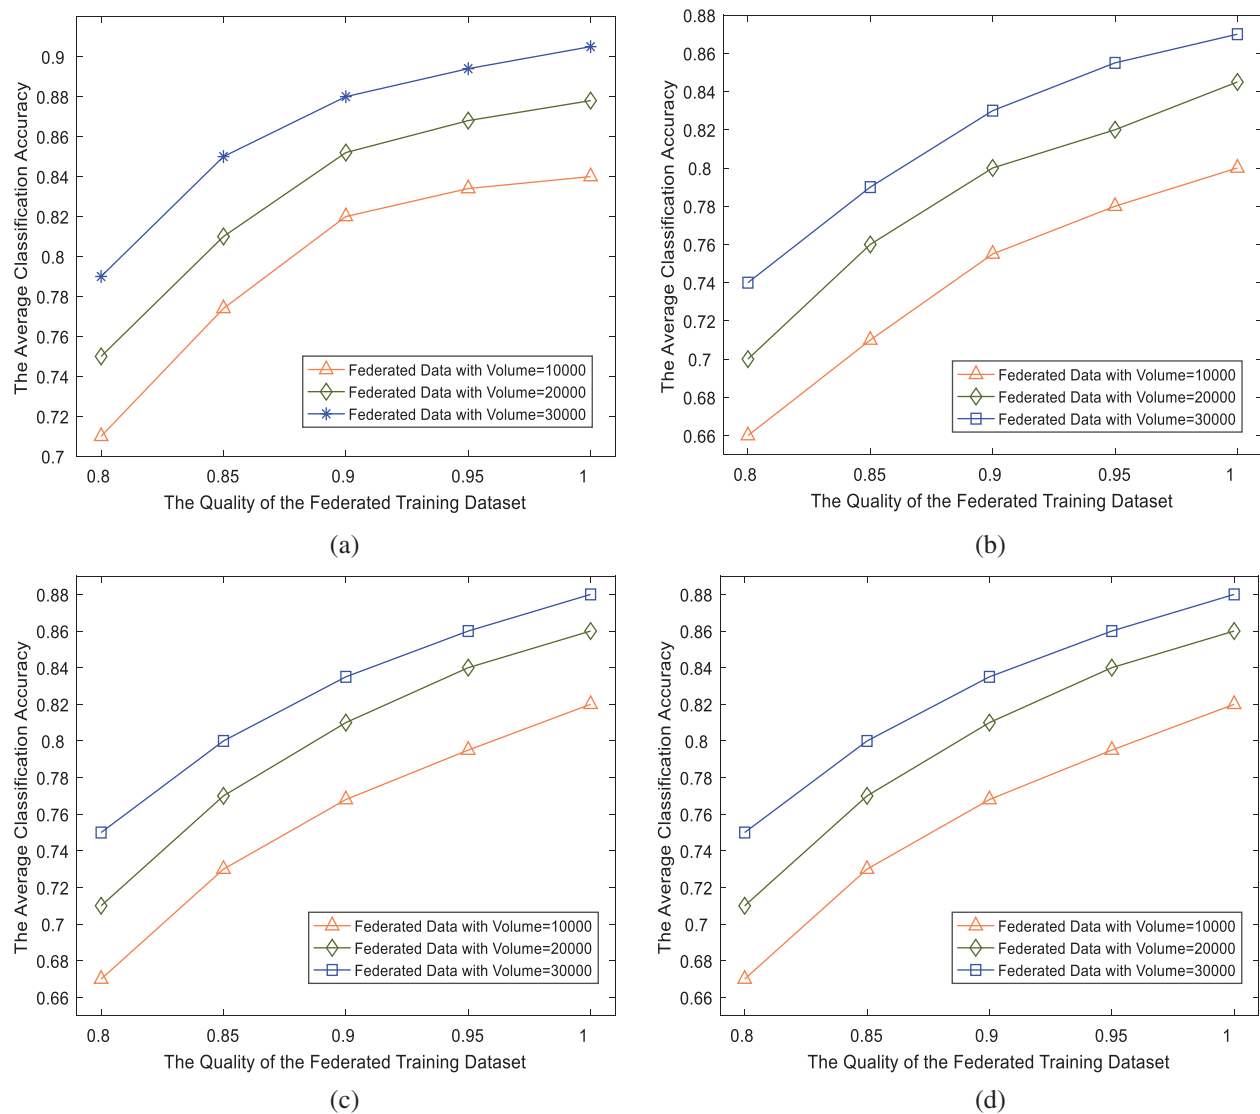 The Average Classification Accuracy
0.9
0.88
0.86
0.84
0.82
0.8
0.78
0.76
0.74
0.72
0.7
Federated Data with Volume=10000
Federated Data with Volume=20000
Federated Data with Volume=30000
0.8 0.85 0.9 0.95 1
The Quality of the Federated Training Dataset
(a)
The Average Classification Accuracy
0.88
0.86
0.84
0.82
0.8
0.78
0.76
0.74
0.72
0.7
0.68
0.66
Federated Data with Volume=10000
Federated Data with Volume=20000
Federated Data with Volume=30000
0.8 0.85 0.9 0.95 1
The Quality of the Federated Training Dataset
(b)
The Average Classification Accuracy
0.88
0.86
0.84
0.82
0.8
0.78
0.76
0.74
0.72
0.7
0.68
0.66
Federated Data with Volume=10000
Federated Data with Volume=20000
Federated Data with Volume=30000
0.8 0.85 0.9 0.95 1
The Quality of the Federated Training Dataset
(c)
The Average Classification Accuracy
0.88
0.86
0.84
0.82
0.8
0.78
0.76
0.74
0.72
0.7
0.68
0.66
Federated Data with Volume=10000
Federated Data with Volume=20000
Federated Data with Volume=30000
0.8 0.85 0.9 0.95 1
The Quality of the Federated Training Dataset
(d)